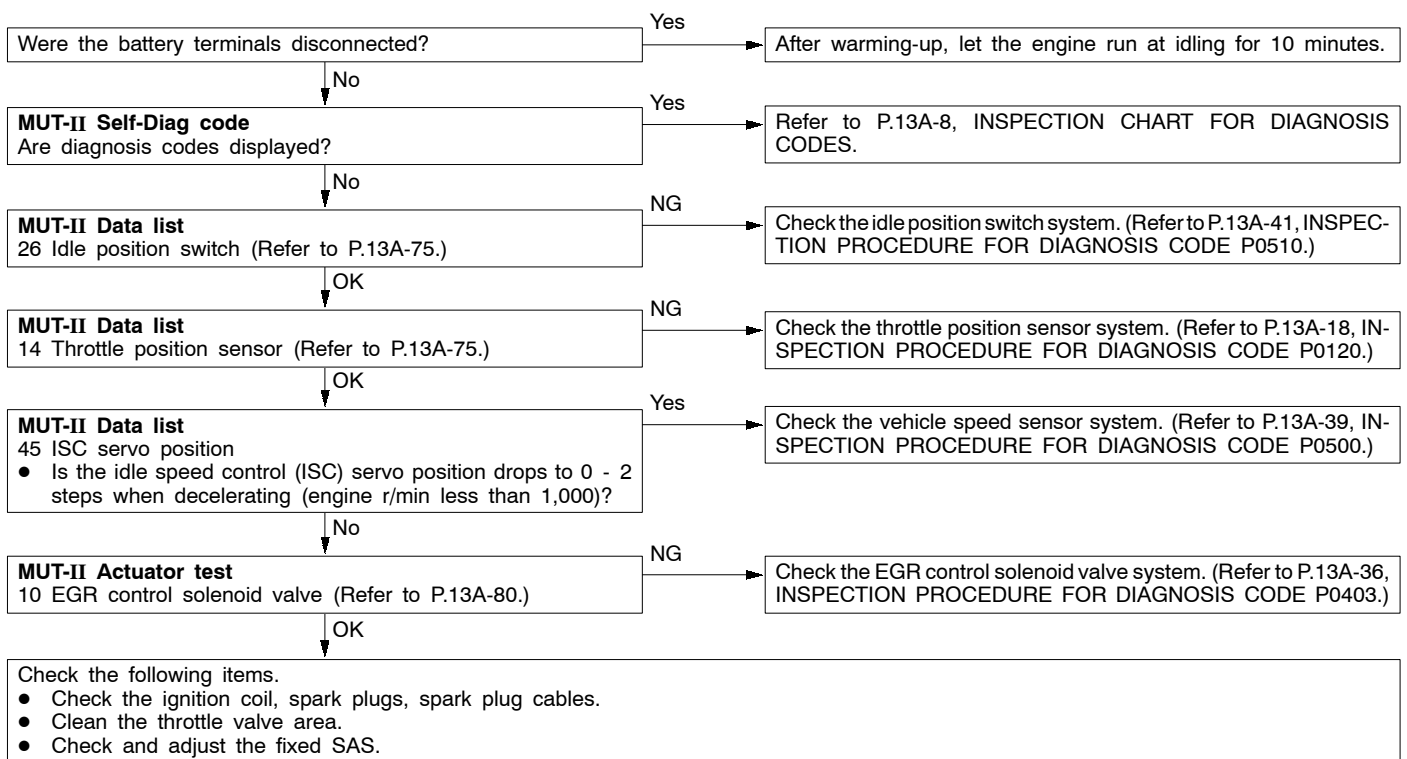 Were the battery terminals disconnected?
Yes
After warming-up, let the engine run at idling for 10 minutes.
No
MUT-II Self-Diag code
Are diagnosis codes displayed?
Yes
Refer to P.13A-8, INSPECTION CHART FOR DIAGNOSIS
CODES.
No
MUT-II Data list
26 Idle position switch (Refer to P.13A-75.)
NG
Check the idle position switch system. (Refer to P.13A-41, INSPEC-
TION PROCEDURE FOR DIAGNOSIS CODE P0510.)
OK
MUT-II Data list
14 Throttle position sensor (Refer to P.13A-75.)
NG
Check the throttle position sensor system. (Refer to P.13A-18, IN-
SPECTION PROCEDURE FOR DIAGNOSIS CODE P0120.)
OK
MUT-II Data list
45 ISC servo position
● Is the idle speed control (ISC) servo position drops to 0 - 2
steps when decelerating (engine r/min less than 1,000)?
Yes
Check the vehicle speed sensor system. (Refer to P.13A-39, IN-
SPECTION PROCEDURE FOR DIAGNOSIS CODE P0500.)
No
MUT-II Actuator test
10 EGR control solenoid valve (Refer to P.13A-80.)
NG
Check the EGR control solenoid valve system. (Refer to P.13A-36,
INSPECTION PROCEDURE FOR DIAGNOSIS CODE P0403.)
OK
Check the following items.
● Check the ignition coil, spark plugs, spark plug cables.
● Clean the throttle valve area.
● Check and adjust the fixed SAS.